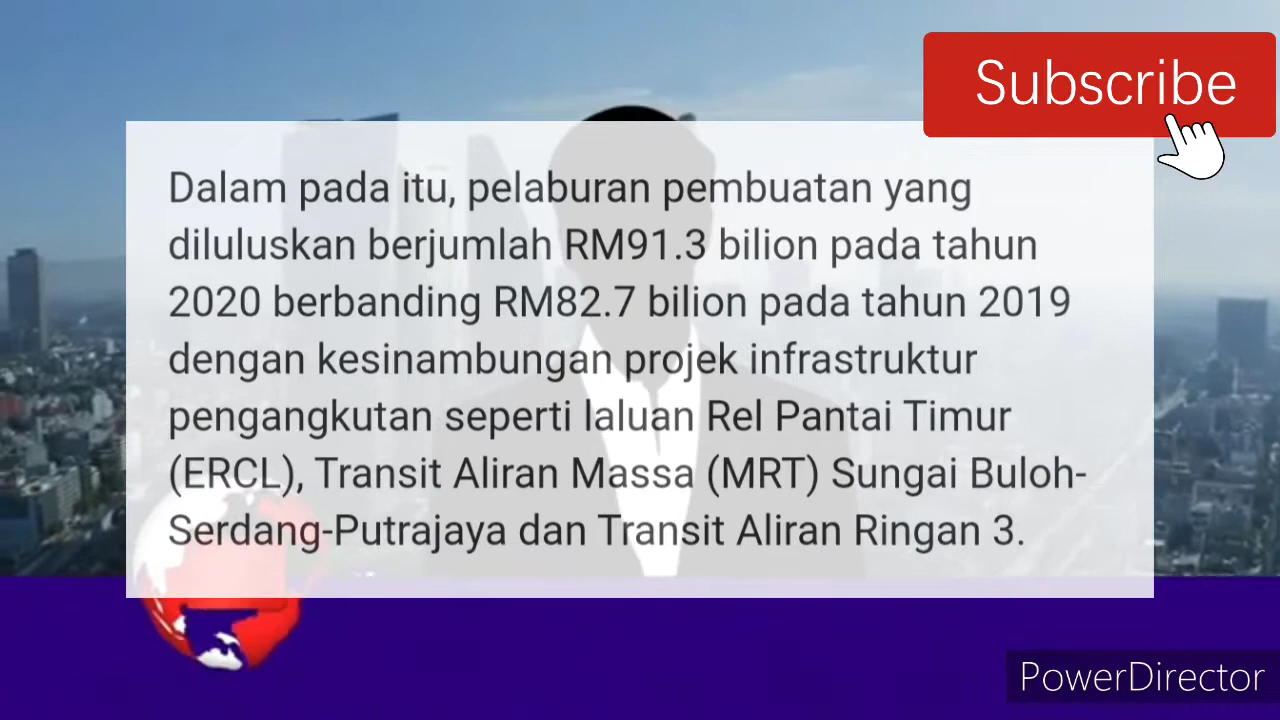 Subscribe
Dalam pada itu, pelaburan pembuatan yang
diluluskan berjumlah RM91.3 bilion pada tahun
2020 berbanding RM82.7 bilion pada tahun 2019
dengan kesinambungan projek infrastruktur
pengangkutan seperti laluan Rel Pantai Timur
(ERCL), Transit Aliran Massa (MRT) Sungai Buloh-
Serdang-Putrajaya dan Transit Aliran Ringan 3.
PowerDirector